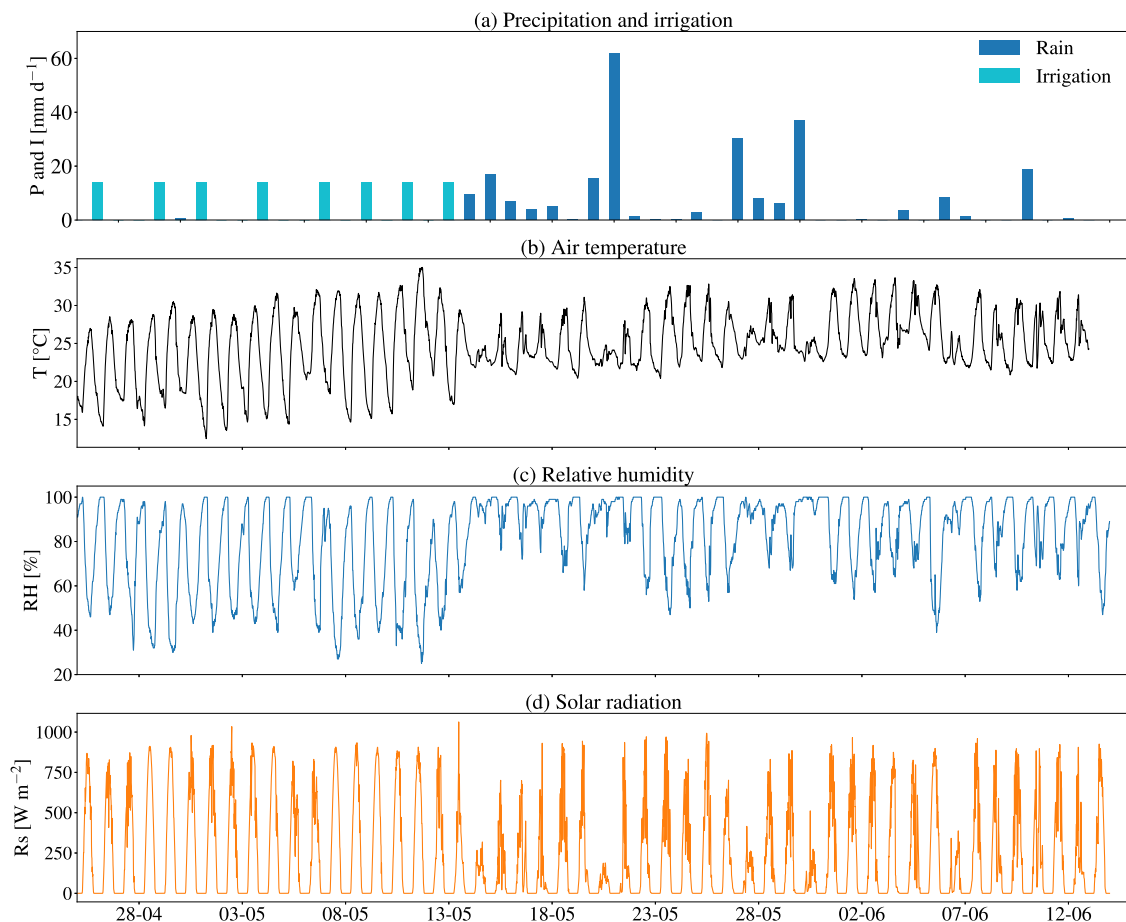 (a) Precipitation and irrigation
P and I [mm d⁻¹]
60
40
20
0
Rain
Irrigation
(b) Air temperature
T [°C]
35
30
25
20
15
(c) Relative humidity
RH [%]
100
80
60
40
20
(d) Solar radiation
Rs [W m⁻²]
1000
750
500
250
0
28-04 03-05 08-05 13-05 18-05 23-05 28-05 02-06 07-06 12-06